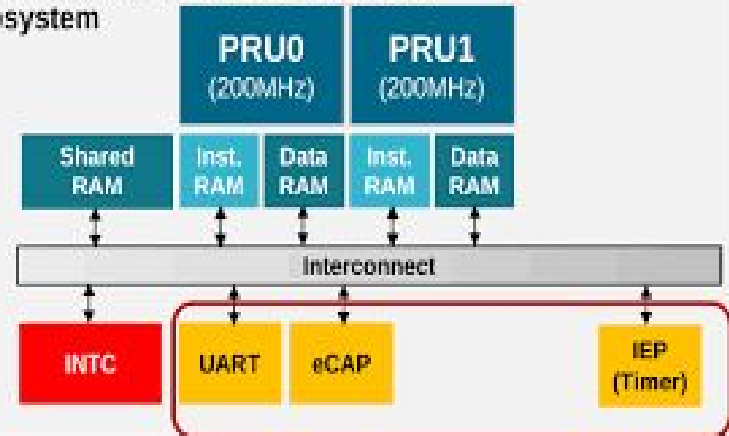 PRU0
(200MHz)
PRU1
(200MHz)
Shared
RAM
Inst.
RAM
Data
RAM
Inst.
RAM
Data
RAM
Interconnect
INTC
UART
eCAP
IEP
(Timer)